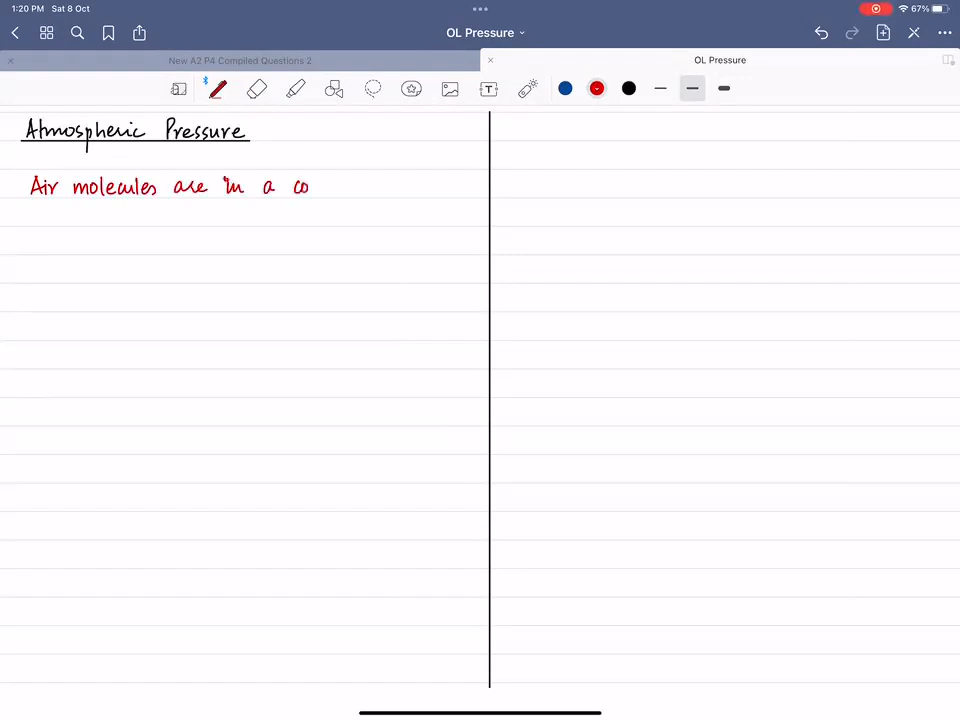 1:20 PM Sat 8 Oct
67%
OL Pressure
New A2 P4 Compiled Questions 2
OL Pressure
T
Atmospheric Pressure
Air molecules are in a co